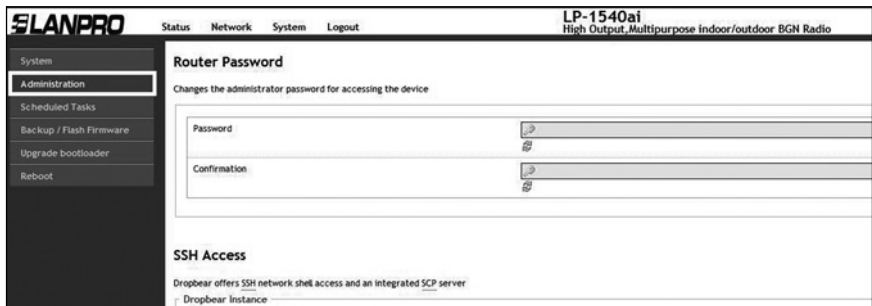 LANPRO
Status Network System Logout
LP-1540ai
High Output,Multipurpose indoor/outdoor BGN Radio
System
Administration
Scheduled Tasks
Backup / Flash Firmware
Upgrade bootloader
Reboot
Router Password
Changes the administrator password for accessing the device
Password
Confirmation
SSH Access
Dropbear offers SSH network shell access and an integrated SCP server
Dropbear Instance